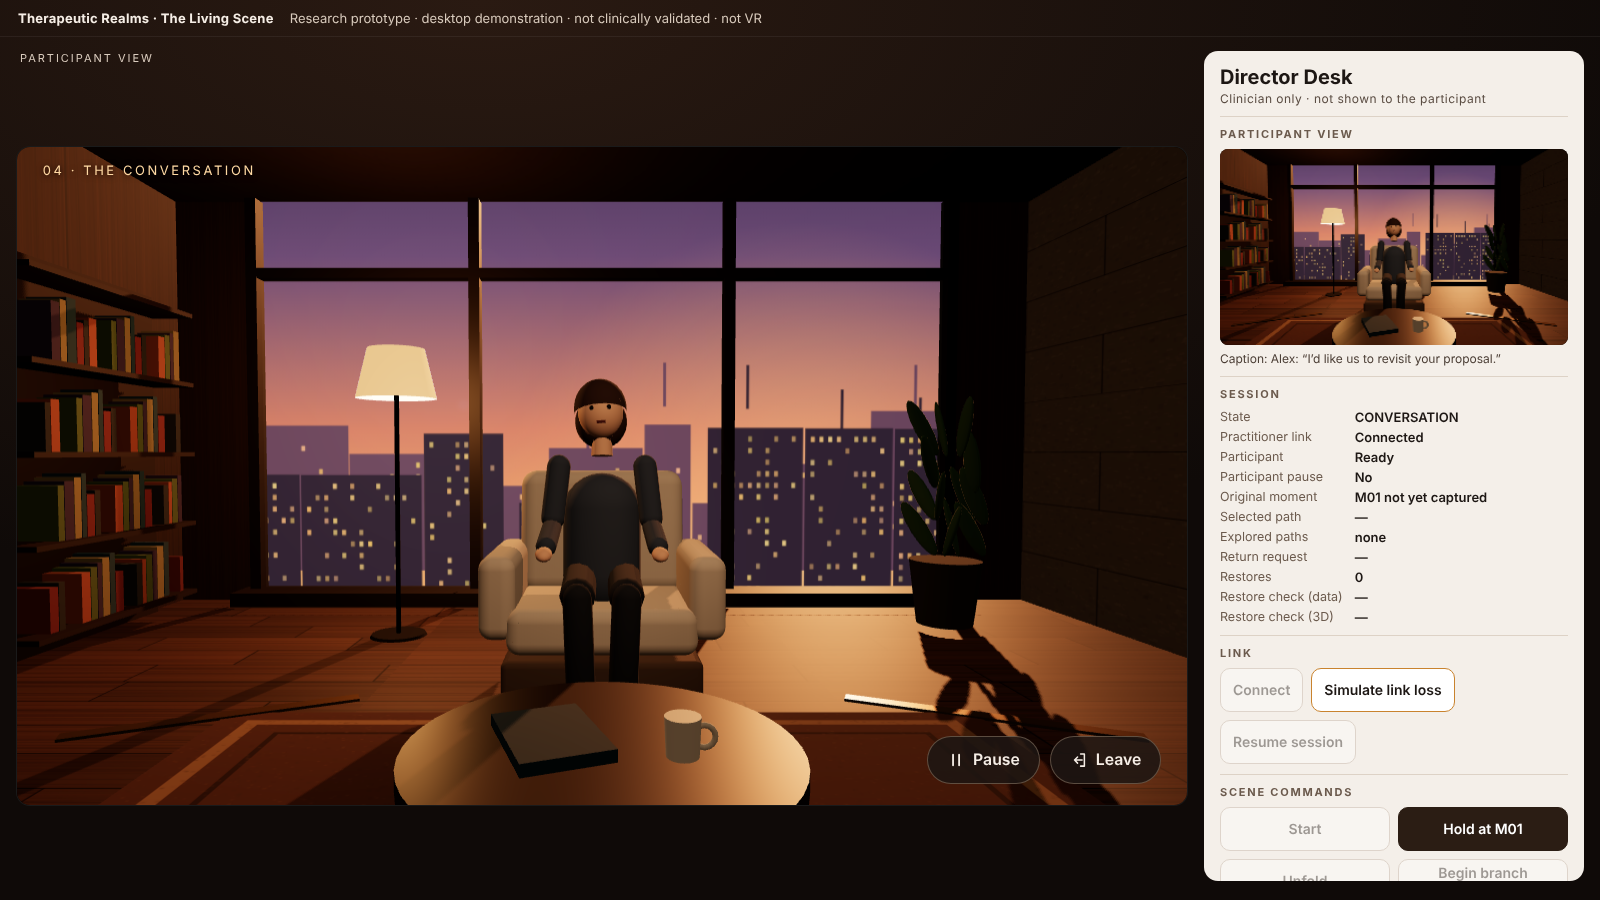 Therapeutic Realms · The Living Scene Research prototype · desktop demonstration · not clinically validated · not VR
PARTICIPANT VIEW
04 · THE CONVERSATION
Pause
Leave
Director Desk
Clinician only · not shown to the participant
PARTICIPANT VIEW
Caption: Alex: “I’d like us to revisit your proposal.”
SESSION
State CONVERSATION
Practitioner link Connected
Participant Ready
Participant pause No
Original moment M01 not yet captured
Selected path —
Explored paths none
Return request —
Restores 0
Restore check (data) —
Restore check (3D) —
LINK
Connect Simulate link loss
Resume session
SCENE COMMANDS
Start Hold at M01
Unfold Begin branch